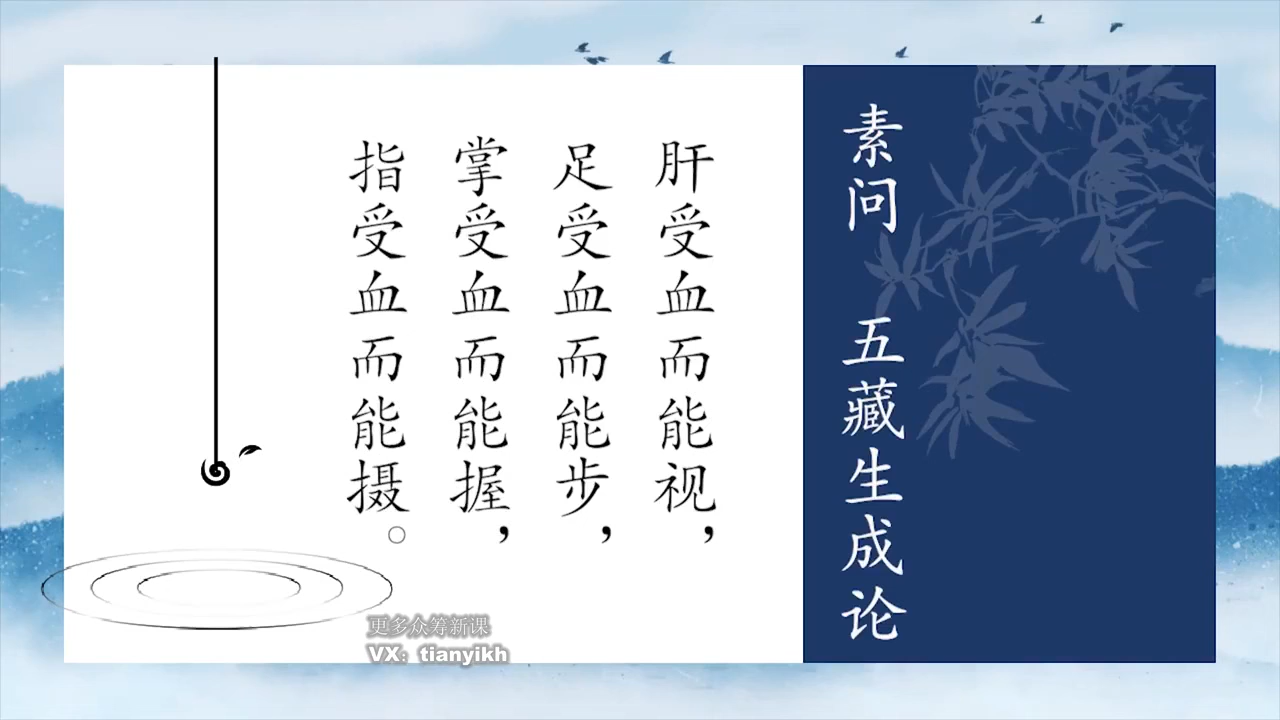 素问 五藏生成论
肝受血而能视，
足受血而能步，
掌受血而能握，
指受血而能摄。
更多众筹新课
VX：tianyikh